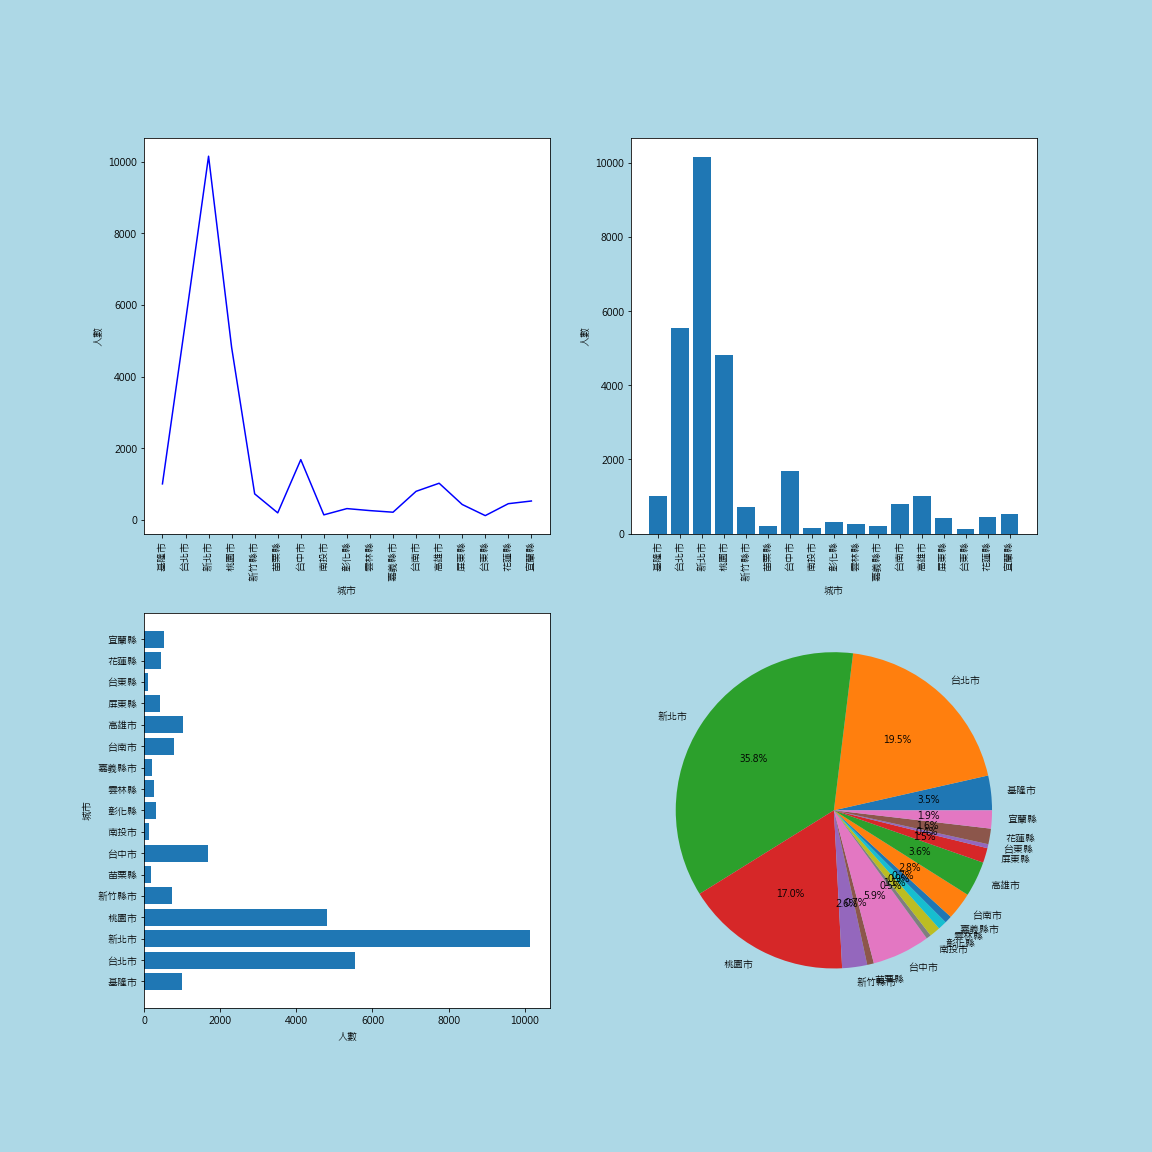 10000
8000
6000
4000
2000
0
人數
基隆市
台北市
新北市
桃園市
新竹縣市
苗栗縣
台中市
南投市
彰化縣
雲林縣
嘉義縣市
台南市
高雄市
屏東縣
台東縣
花蓮縣
宜蘭縣
城市
10000
8000
6000
4000
2000
0
人數
基隆市
台北市
新北市
桃園市
新竹縣市
苗栗縣
台中市
南投市
彰化縣
雲林縣
嘉義縣市
台南市
高雄市
屏東縣
台東縣
花蓮縣
宜蘭縣
城市
宜蘭縣
花蓮縣
台東縣
屏東縣
高雄市
台南市
嘉義縣市
雲林縣
彰化縣
南投市
台中市
苗栗縣
新竹縣市
桃園市
新北市
台北市
基隆市
城市
0 2000 4000 6000 8000 10000
人數
基隆市
3.5%
台北市
19.5%
新北市
35.8%
桃園市
17.0%
新竹縣市
2.6%
苗栗縣
台中市
5.9%
南投市
0.5%
彰化縣
雲林縣
嘉義縣市
台南市
2.8%
高雄市
3.6%
屏東縣
1.5%
台東縣
花蓮縣
1.6%
宜蘭縣
1.9%